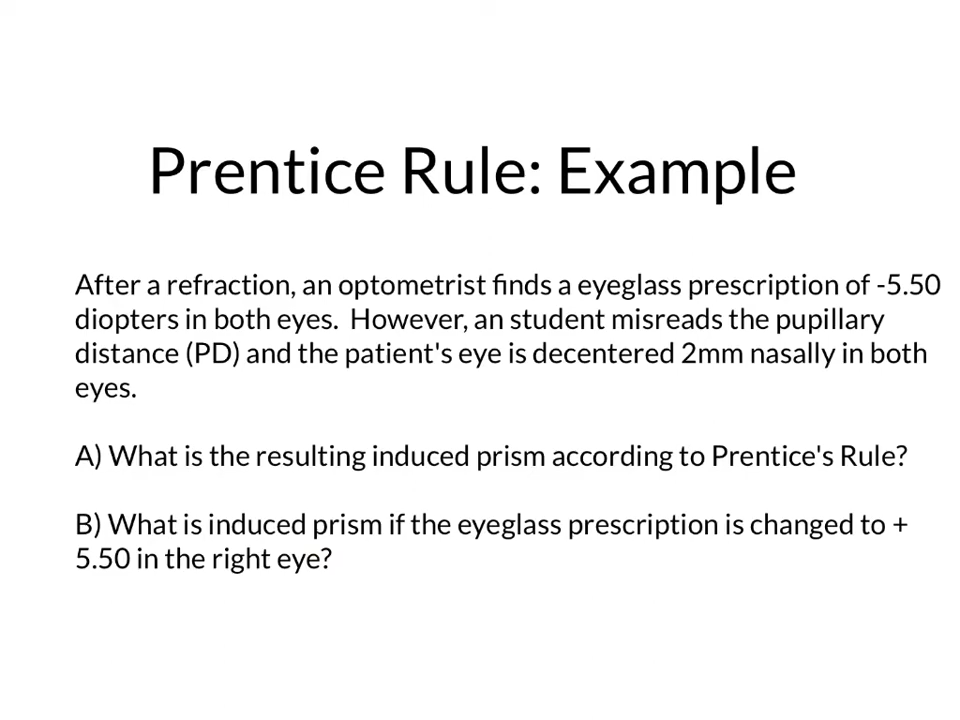 Prentice Rule: Example
After a refraction, an optometrist finds a eyeglass prescription of -5.50
diopters in both eyes.  However, an student misreads the pupillary
distance (PD) and the patient's eye is decentered 2mm nasally in both
eyes.
A) What is the resulting induced prism according to Prentice's Rule?
B) What is induced prism if the eyeglass prescription is changed to +
5.50 in the right eye?